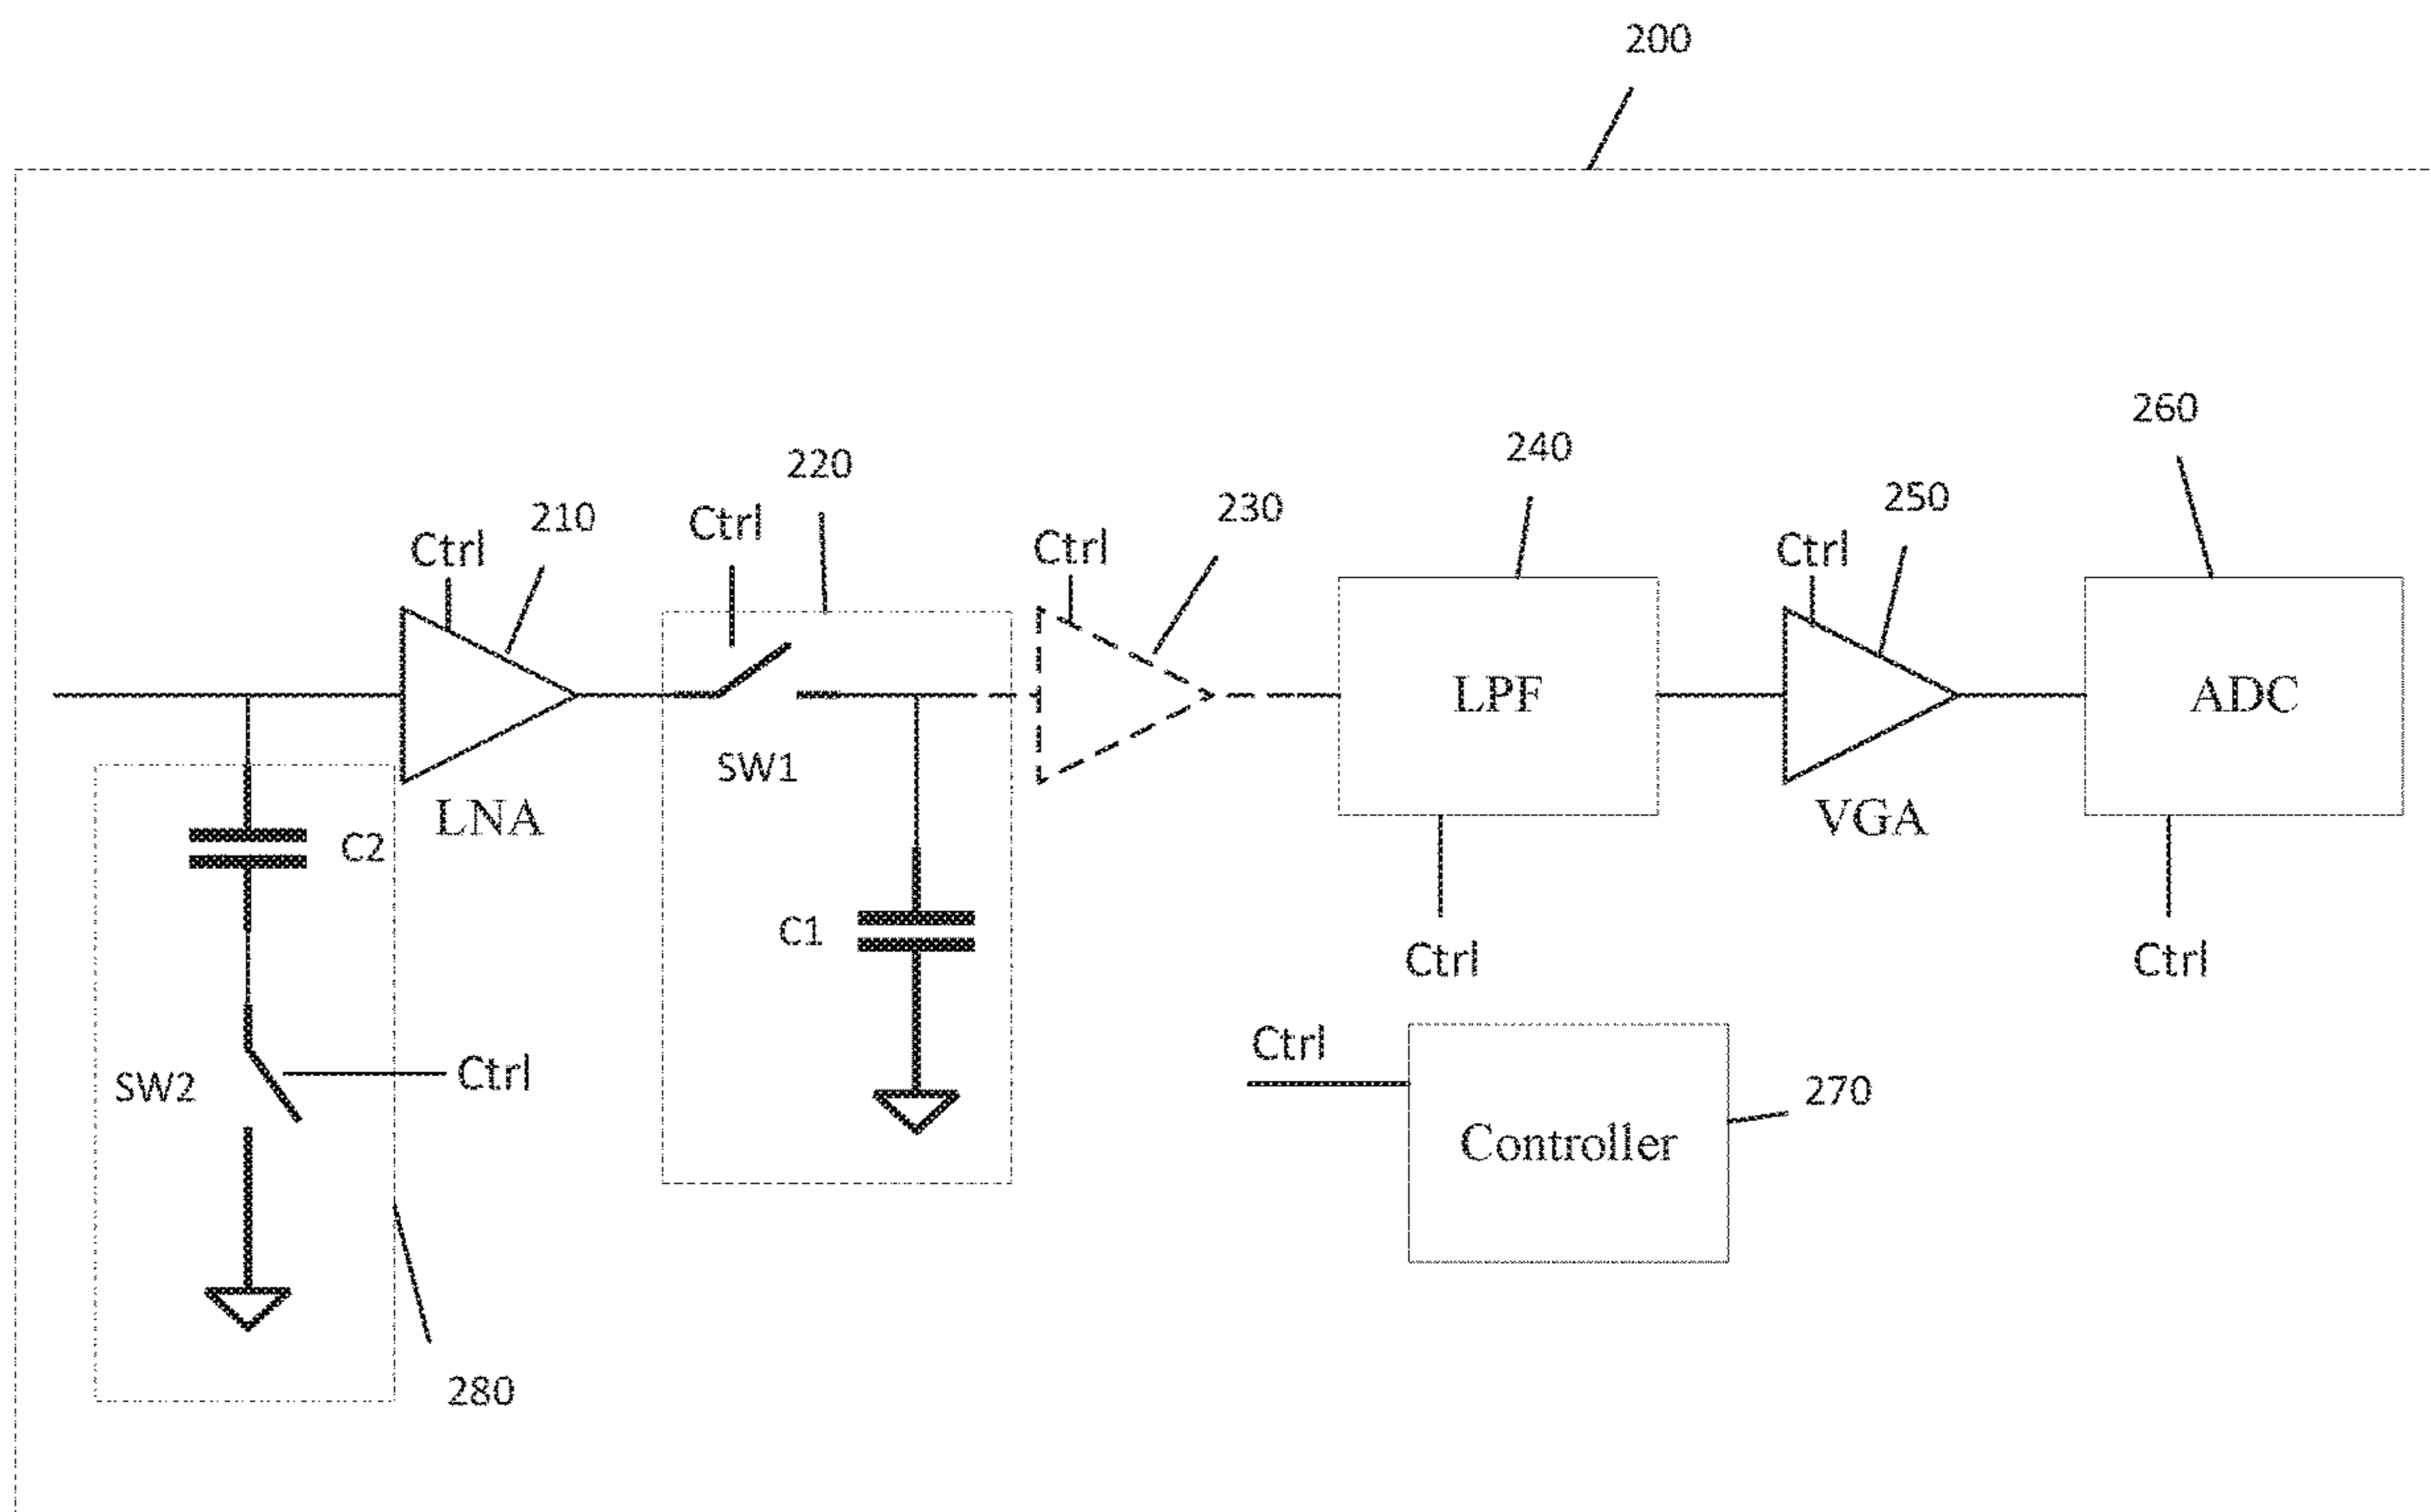 200
260
240
220
250
230
210
Ctrl
Ctrl
Ctrl
Ctrl
LPF
ADC
SW1
LNA
VGA
C2
C1
Ctrl
Ctrl
Ctrl
SW2
Ctrl
270
Controller
280